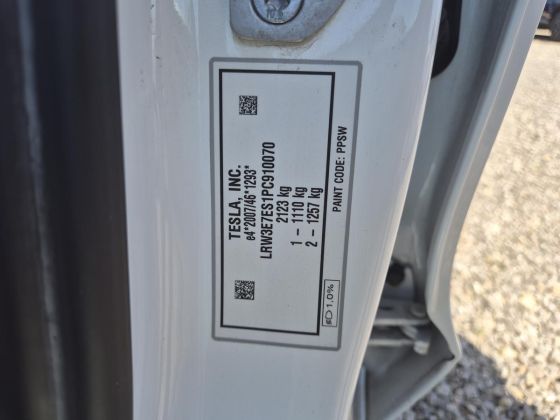 TESLA, INC.
e4*2007/46*1293*
LRW3E7ES1PC910070
2123 kg
1 – 1110 kg
2 – 1257 kg
PAINT CODE: PPSW
1.0%